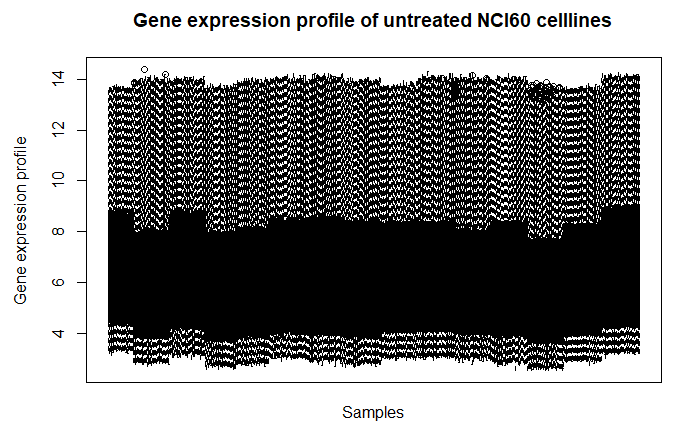 Gene expression profile of untreated NCI60 celllines
Gene expression profile
14
12
10
8
6
4
Samples